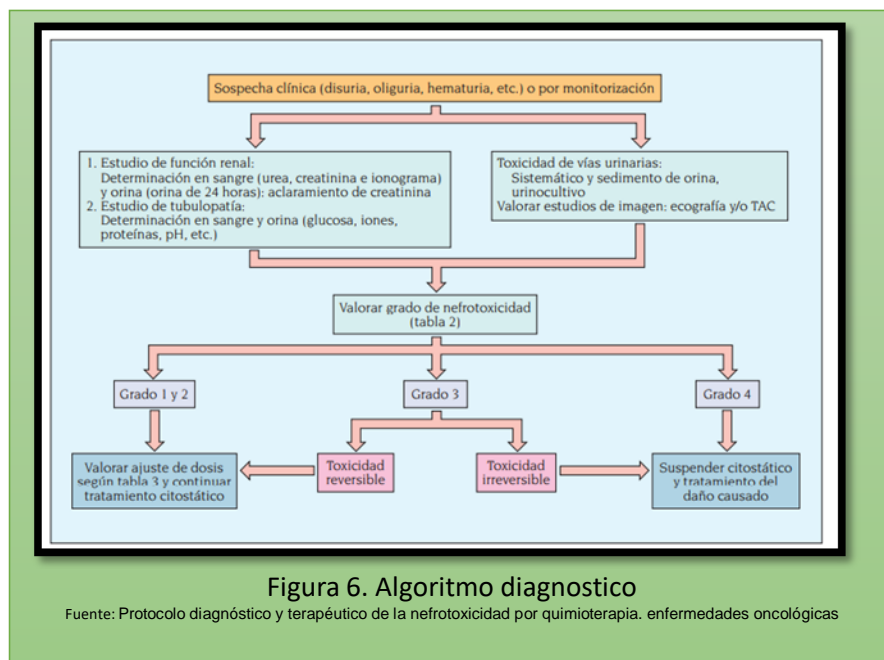 Sospecha clínica (disuria, oliguria, hematuria, etc.) o por monitorización
1. Estudio de función renal:
Determinación en sangre (urea, creatinina e ionograma)
y orina (orina de 24 horas): aclaramiento de creatinina
2. Estudio de tubulopatía:
Determinación en sangre y orina (glucosa, iones,
proteínas, pH, etc.)
Toxicidad de vías urinarias:
Sistemático y sedimento de orina,
urinocultivo
Valorar estudios de imagen: ecografía y/o TAC
Valorar grado de nefrotoxicidad
(tabla 2)
Grado 1 y 2
Grado 3
Grado 4
Valorar ajuste de dosis
según tabla 3 y continuar
tratamiento citostático
Toxicidad
reversible
Toxicidad
irreversible
Suspender citostático
y tratamiento del
daño causado
Figura 6. Algoritmo diagnostico
Fuente: Protocolo diagnóstico y terapéutico de la nefrotoxicidad por quimioterapia. enfermedades oncológicas